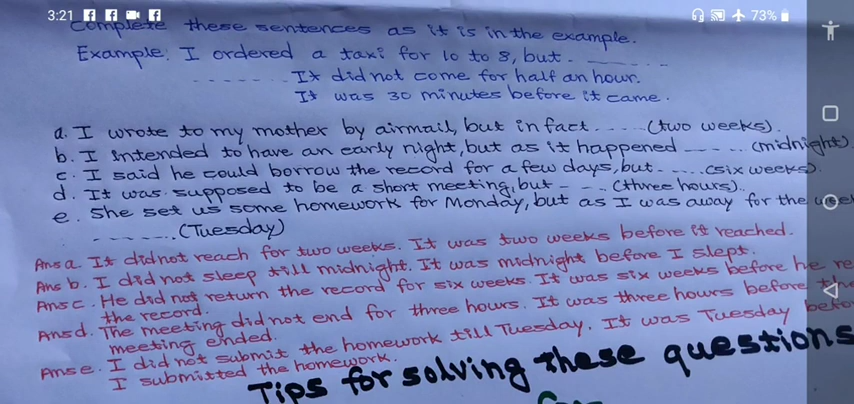 3:21 73%
Complete these sentences as it is in the example.
Example. I ordered a taxi for 10 to 8, but - ------
------ It did not come for half an hour.
It was 30 minutes before it came.
a. I wrote to my mother by airmail, but in fact.----(two weeks).
b. I intended to have an early night, but as it happened ----- (midnight)
c. I said he could borrow the record for a few days, but -.....(six weeks).
d. It was supposed to be a short meeting, but - - -. (three hours).
e. She set us some homework for Monday, but as I was away for the
-------.(Tuesday)
Ans a. It didnot reach for two weeks. It was two weeks before it reached.
Ans b. I did not sleep till midnight. It was midnight before I slept.
Ans c. He did not return the record for six weeks. It was six weeks before he
the record.
Ans d. The meeting did not end for three hours. It was three hours before the
meeting ended.
Ans e. I did not submit the homework till Tuesday. It was Tuesday
I submitted the homework.
Tips for solving these questions